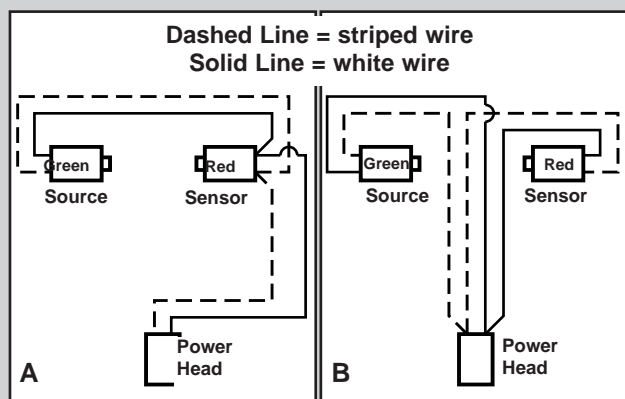 Dashed Line = striped wire
Solid Line = white wire
Green
Source
Red
Sensor
Power
Head
A
Green
Source
Red
Sensor
Power
Head
B